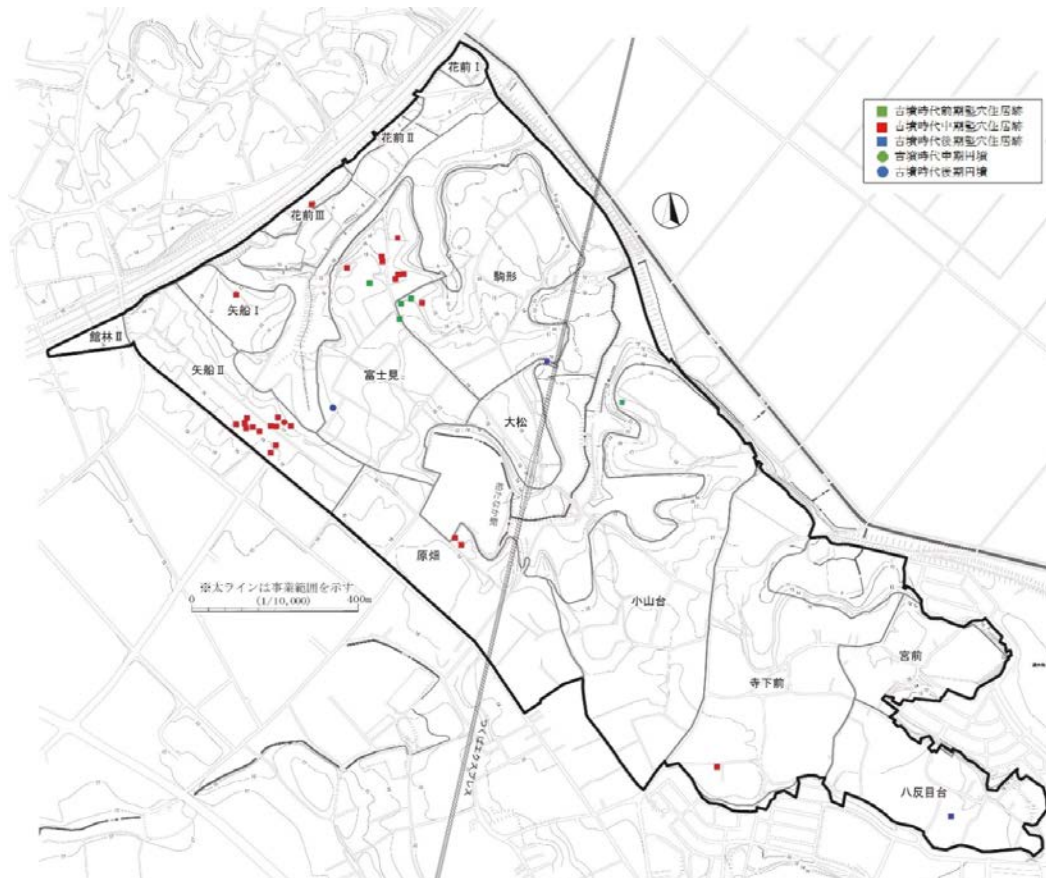 花前Ⅰ
花前Ⅱ
花前Ⅲ
矢船Ⅰ
館林Ⅱ
矢船Ⅱ
駒形
富士見
大松
柏たなか駅
原畑
小山台
寺下前
宮前
八反目台
つくばエクスプレス
古墳時代前期竪穴住居跡
古墳時代中期竪穴住居跡
古墳時代後期竪穴住居跡
古墳時代中期円墳
古墳時代後期円墳
※太ラインは事業範囲を示す
(1/10,000)
0 400m